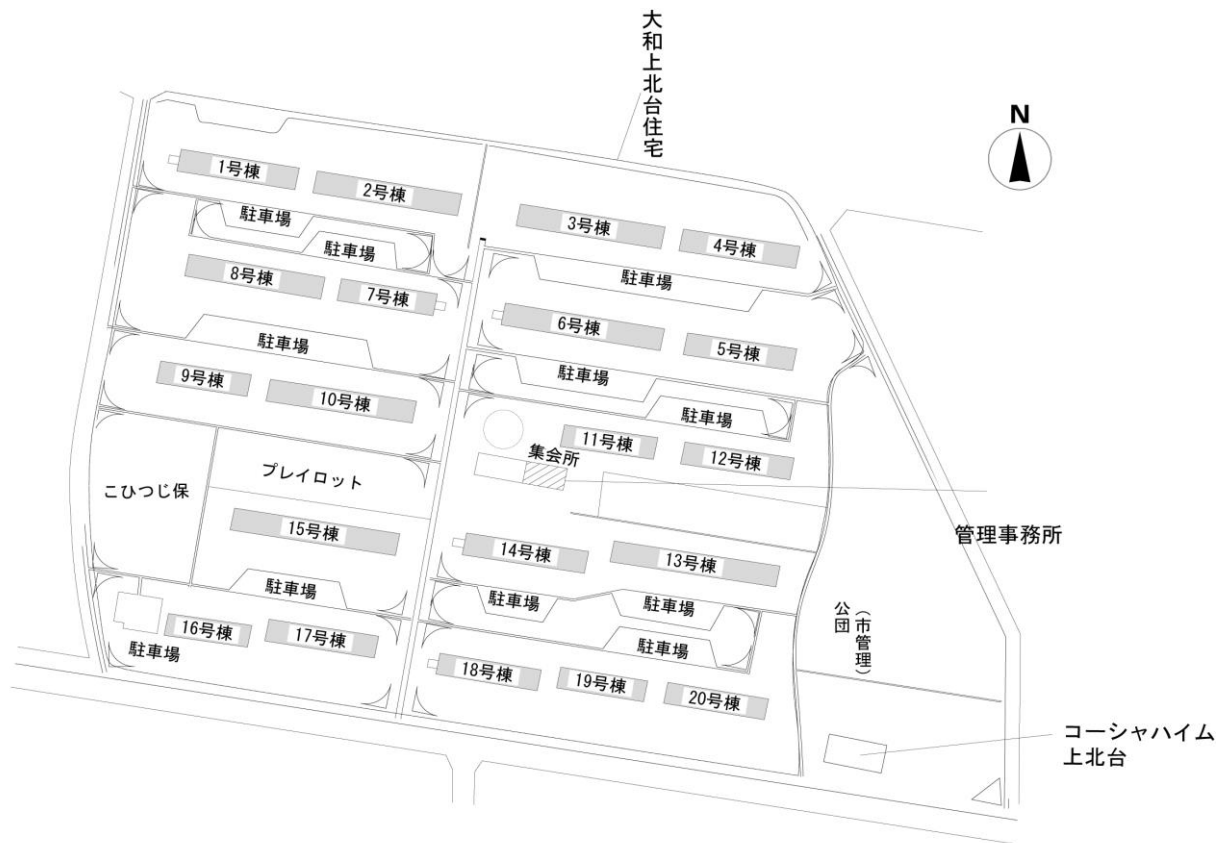 大和上北台住宅
N
1号棟
2号棟
3号棟
4号棟
駐車場
駐車場
駐車場
8号棟
7号棟
6号棟
5号棟
駐車場
駐車場
9号棟
10号棟
駐車場
11号棟
12号棟
集会所
プレイロット
こひつじ保
15号棟
14号棟
13号棟
管理事務所
駐車場
駐車場
駐車場
駐車場
(市管理)
公団
16号棟
17号棟
駐車場
18号棟
19号棟
20号棟
コーシャハイム
上北台